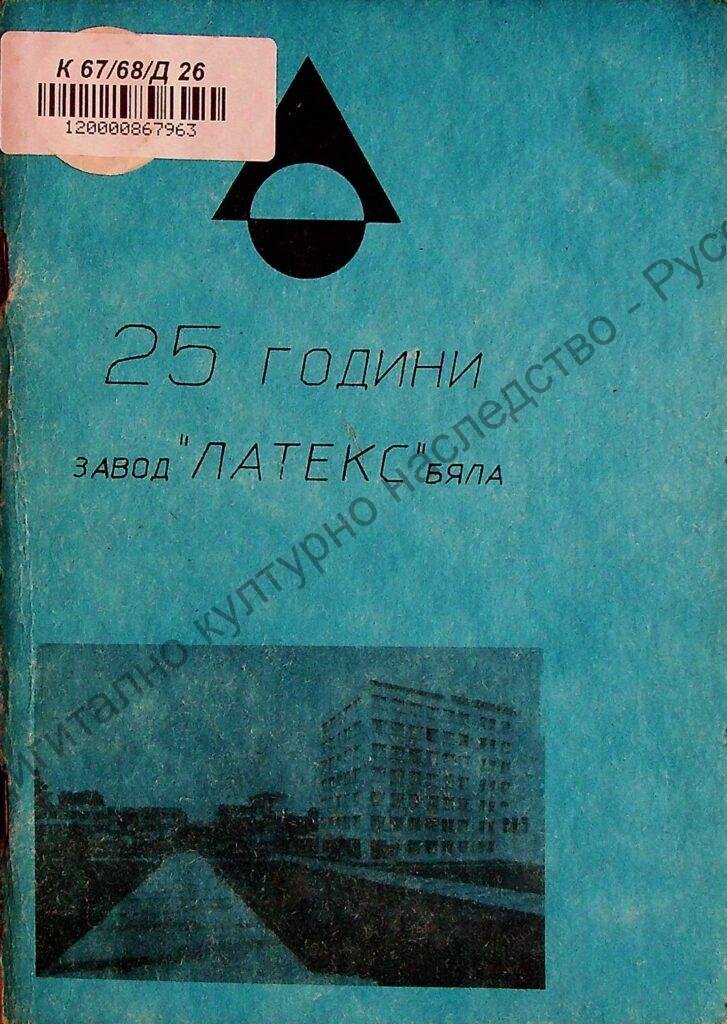 К 67/68/Д 26
120000867963
25 ГОДИНИ
ЗАВОД "ЛАТЕКС" БЯЛА
дигитално културно наследство - Русе